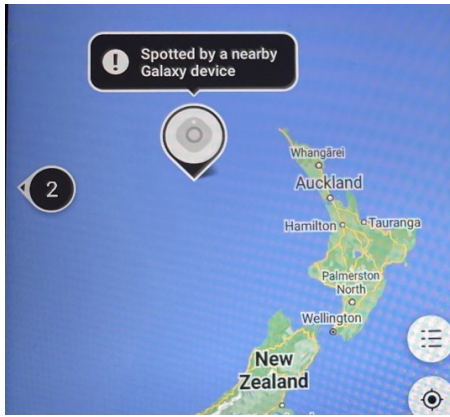 Spotted by a nearby
Galaxy device
2
Whangārei
Auckland
Hamilton
Tauranga
Palmerston
North
Wellington
New
Zealand